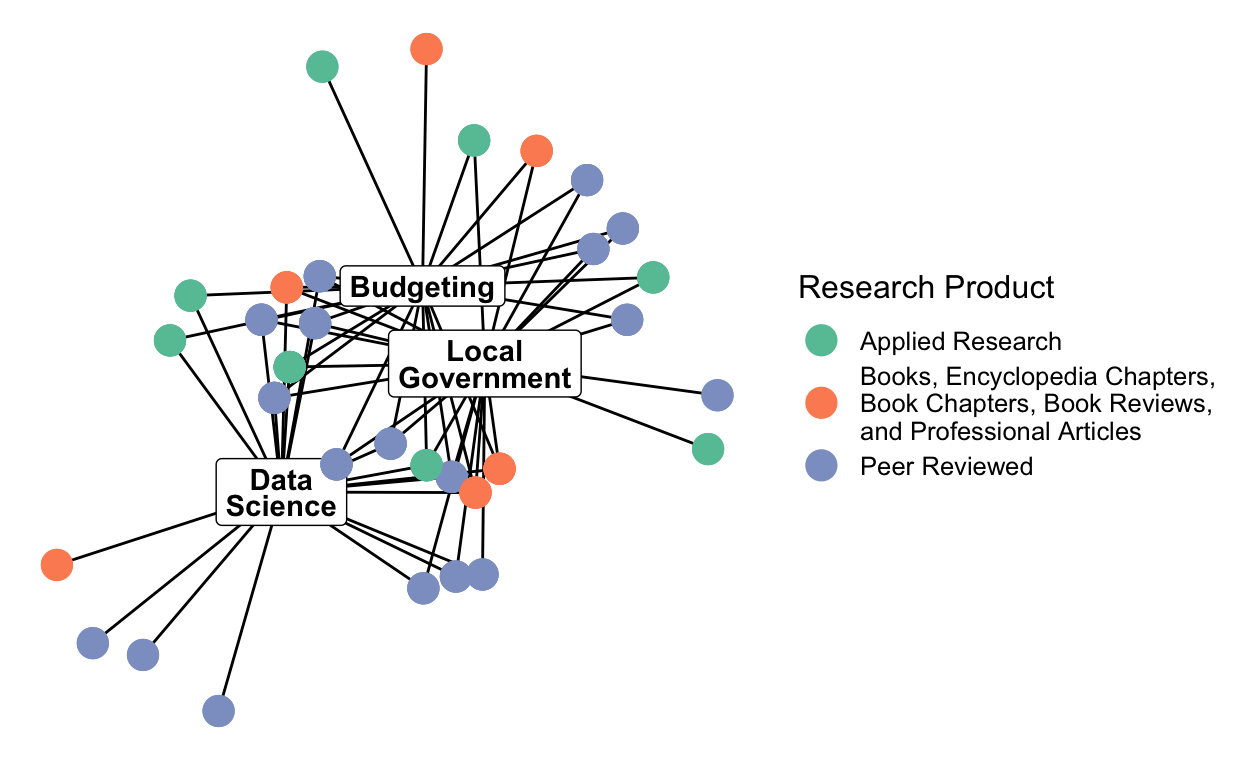 Budgeting
Local
Government
Data
Science
Research Product
Applied Research
Books, Encyclopedia Chapters,
Book Chapters, Book Reviews,
and Professional Articles
Peer Reviewed